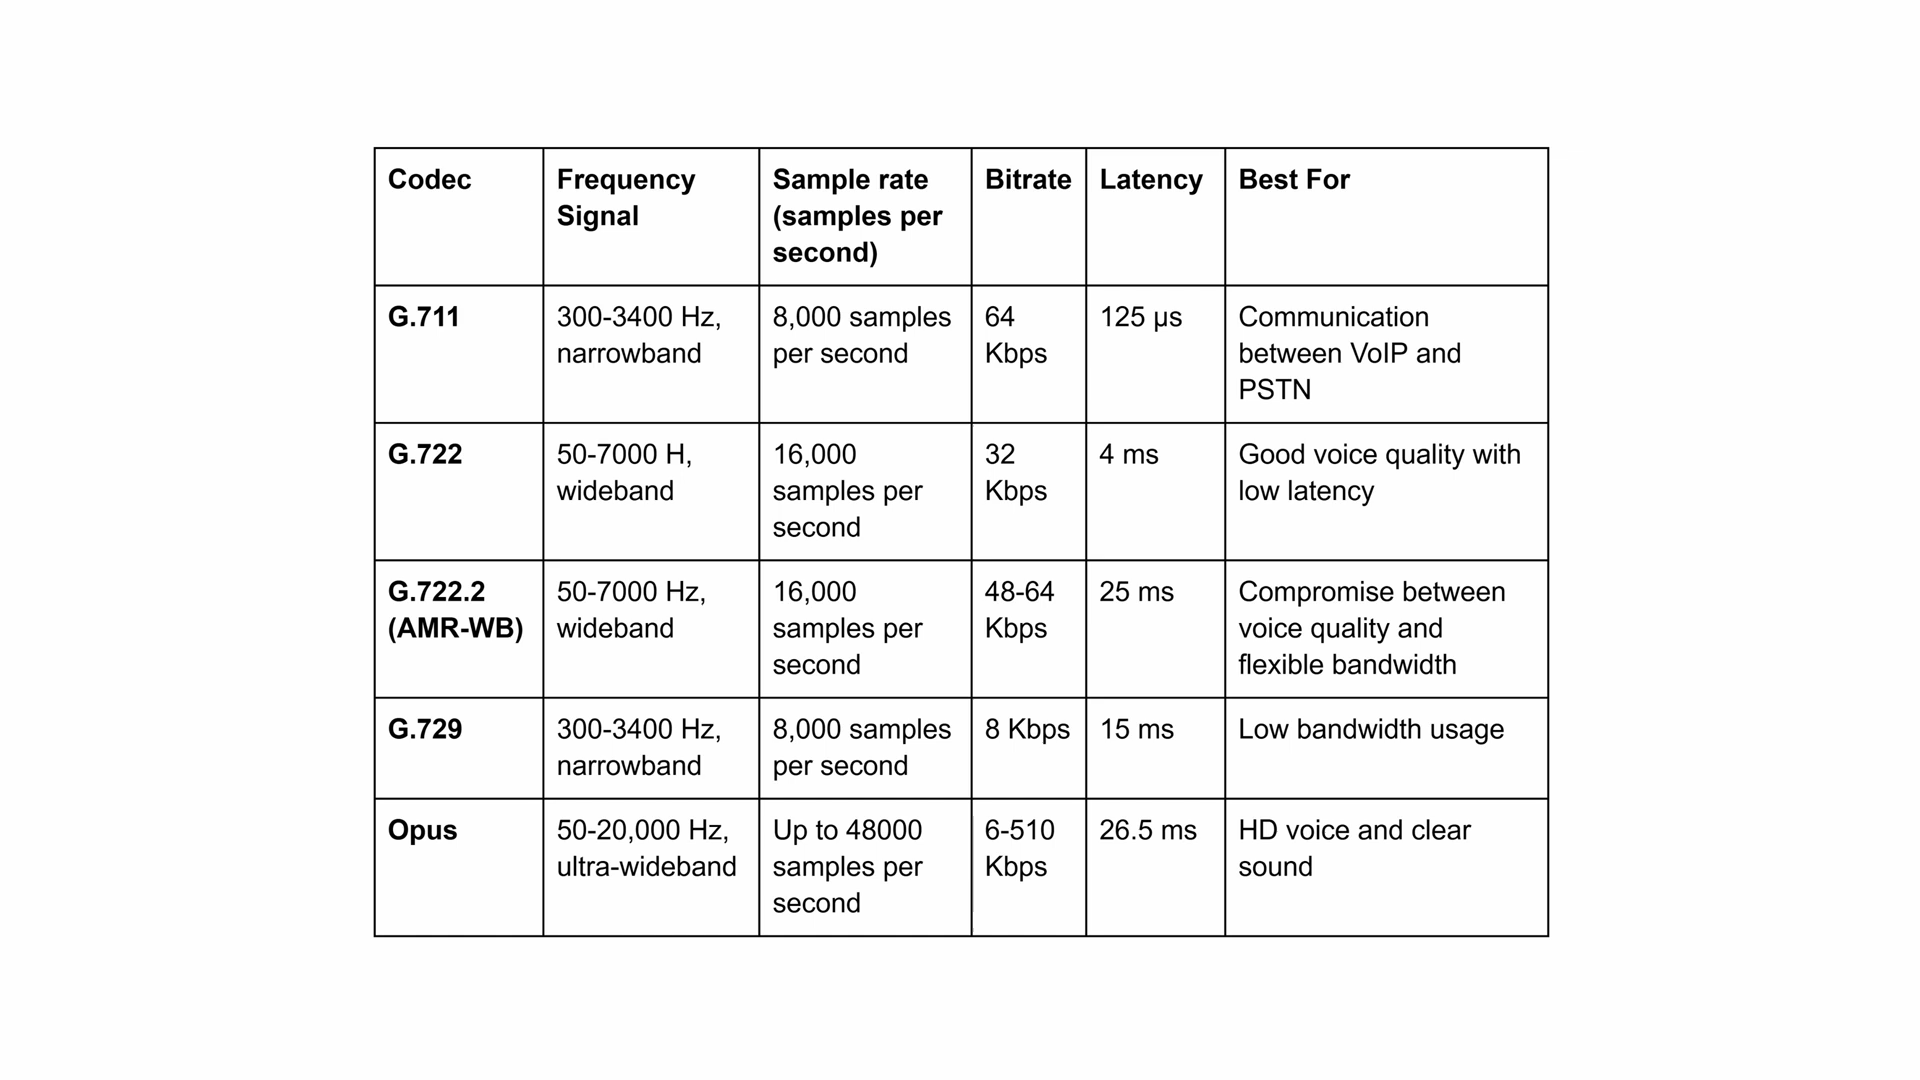 Codec
Frequency
Signal
Sample rate
(samples per
second)
Bitrate
Latency
Best For
G.711
300-3400 Hz,
narrowband
8,000 samples
per second
64
Kbps
125 µs
Communication
between VoIP and
PSTN
G.722
50-7000 H,
wideband
16,000
samples per
second
32
Kbps
4 ms
Good voice quality with
low latency
G.722.2
(AMR-WB)
50-7000 Hz,
wideband
16,000
samples per
second
48-64
Kbps
25 ms
Compromise between
voice quality and
flexible bandwidth
G.729
300-3400 Hz,
narrowband
8,000 samples
per second
8 Kbps
15 ms
Low bandwidth usage
Opus
50-20,000 Hz,
ultra-wideband
Up to 48000
samples per
second
6-510
Kbps
26.5 ms
HD voice and clear
sound